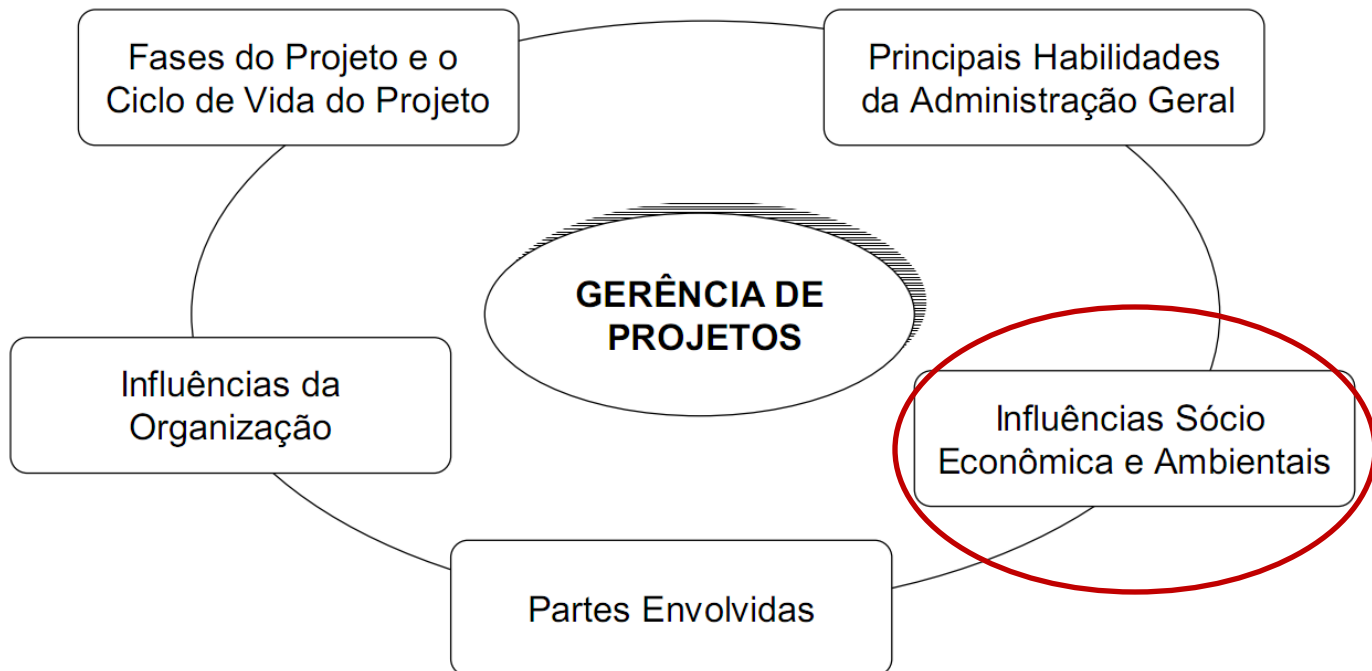 Fases do Projeto e o
Ciclo de Vida do Projeto
Principais Habilidades
da Administração Geral
GERÊNCIA DE
PROJETOS
Influências da
Organização
Influências Sócio
Econômica e Ambientais
Partes Envolvidas